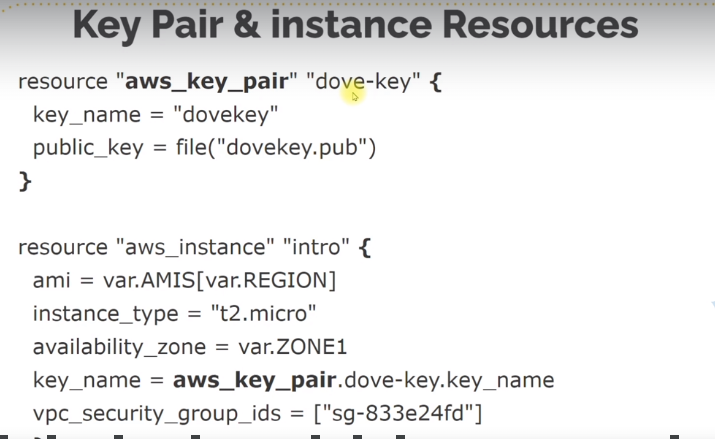 Key Pair & instance Resources
resource "aws_key_pair" "dove-key" {
key_name = "dovekey"
public_key = file("dovekey.pub")
}
resource "aws_instance" "intro" {
ami = var.AMIS[var.REGION]
instance_type = "t2.micro"
availability_zone = var.ZONE1
key_name = aws_key_pair.dove-key.key_name
vpc_security_group_ids = ["sg-833e24fd"]